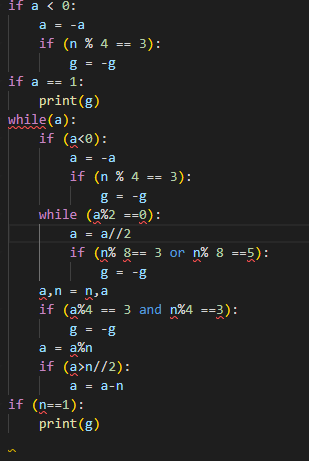 if a < 0:
    a = -a
    if (n % 4 == 3):
        g = -g
if a == 1:
    print(g)
while(a):
    if (a<0):
        a = -a
        if (n % 4 == 3):
            g = -g
    while (a%2 ==0):
        a = a//2
        if (n% 8== 3 or n% 8 ==5):
            g = -g
    a,n = n,a
    if (a%4 == 3 and n%4 ==3):
        g = -g
    a = a%n
    if (a>n//2):
        a = a-n
if (n==1):
    print(g)